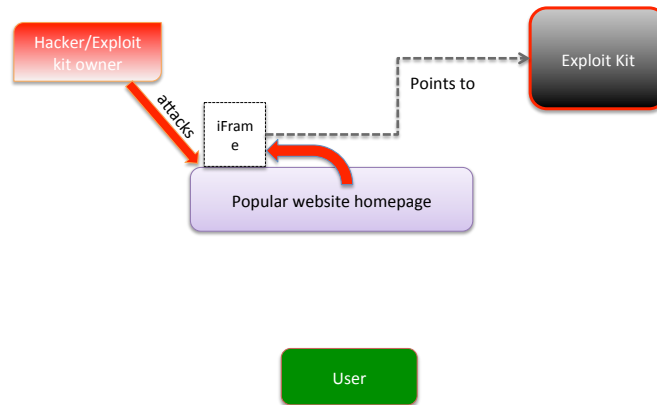 Hacker/Exploit
kit owner
Exploit Kit
Points to
attacks
iFram
e
Popular website homepage
User